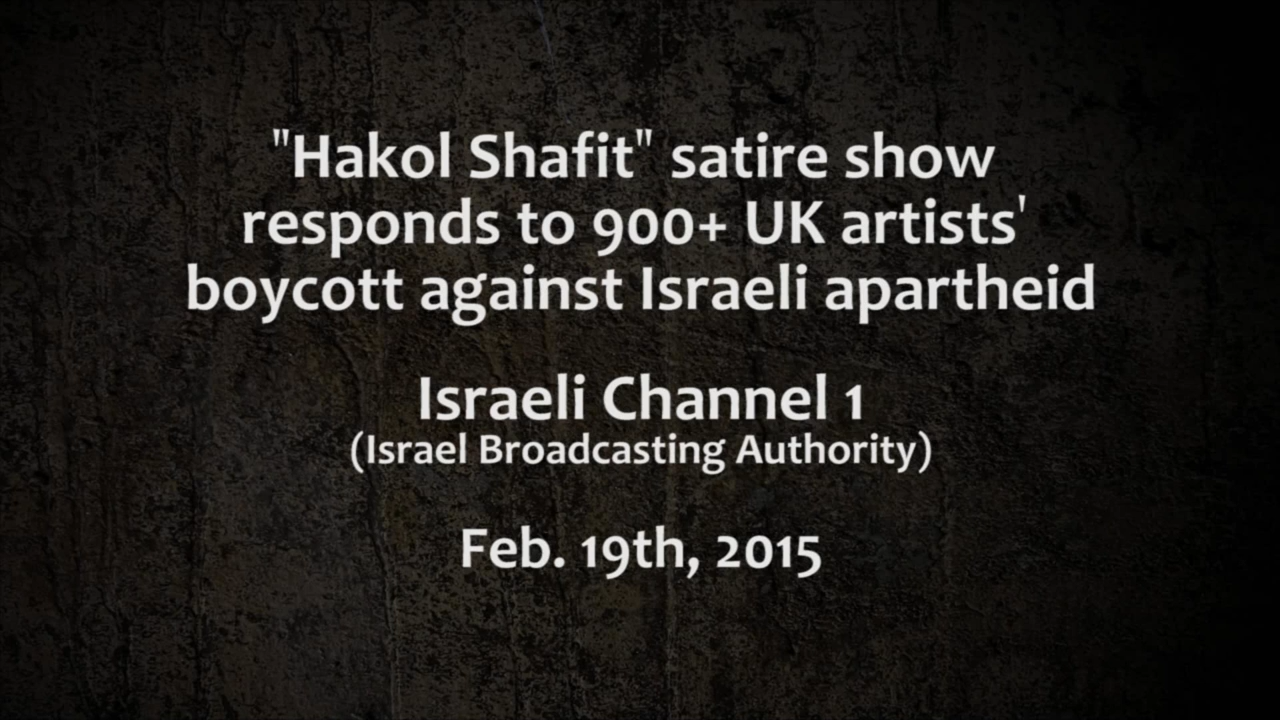 "Hakol Shafit" satire show
responds to 900+ UK artists'
boycott against Israeli apartheid
Israeli Channel 1
(Israel Broadcasting Authority)
Feb. 19th, 2015